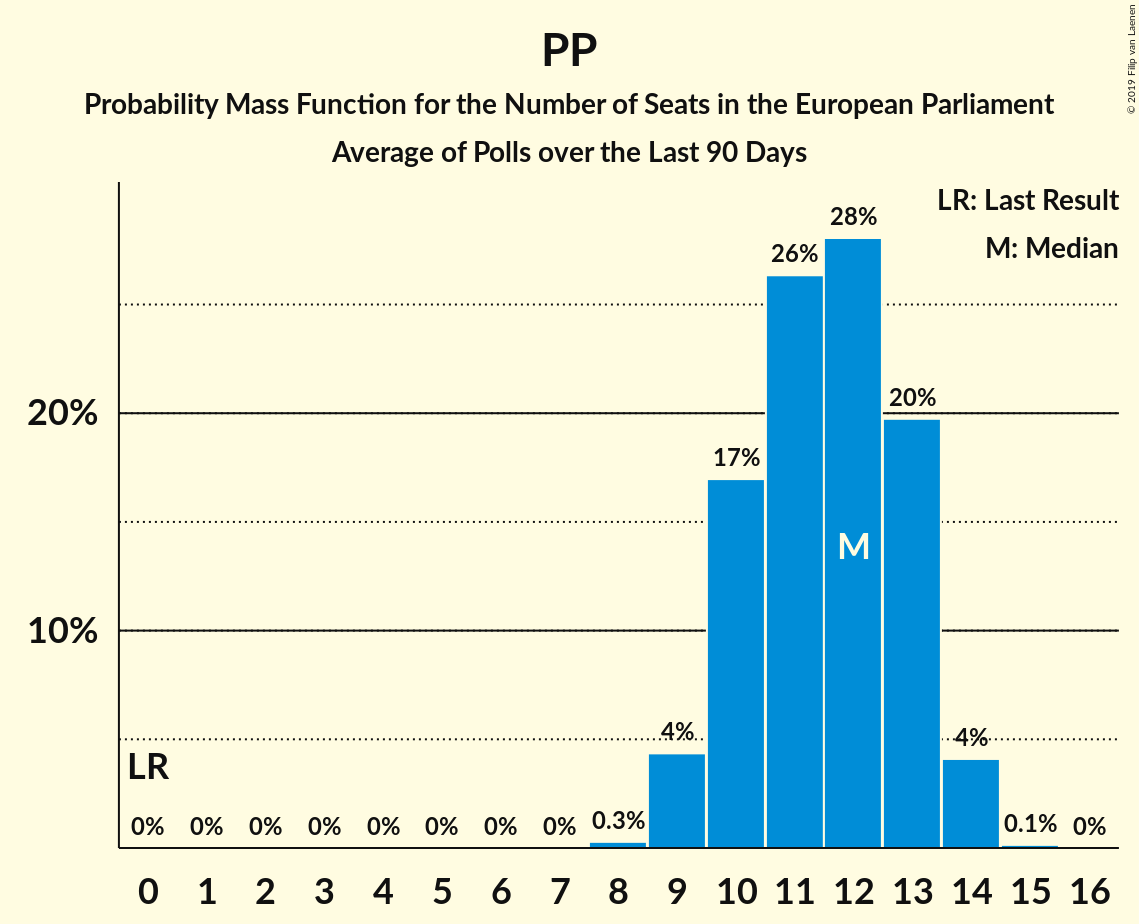 PP
Probability Mass Function for the Number of Seats in the European Parliament
Average of Polls over the Last 90 Days
© 2019 Filip van Laenen
LR: Last Result
M: Median
28%
26%
20%
20%
17%
M
10%
4%
4%
LR
0% 0% 0% 0% 0% 0% 0% 0% 0.3% 0.1% 0%
0 1 2 3 4 5 6 7 8 9 10 11 12 13 14 15 16